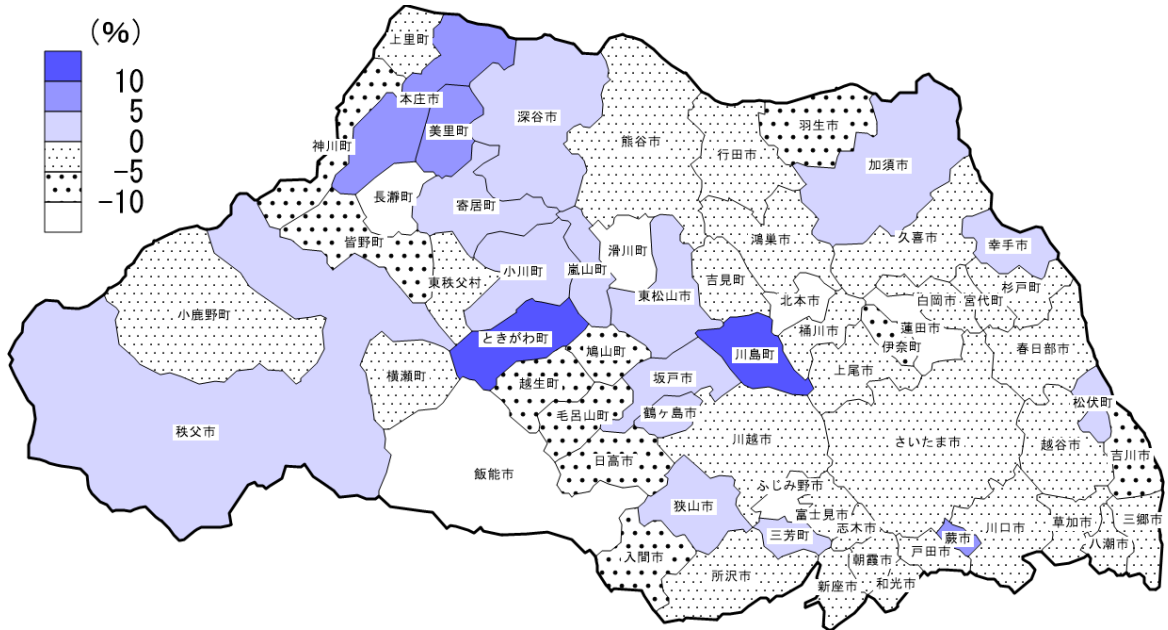 (%)
10
5
0
-5
-10
上里町
本庄市
美里町
神川町
深谷市
熊谷市
行田市
羽生市
加須市
長瀞町
寄居町
皆野町
小川町
嵐山町
滑川町
東松山市
吉見町
鴻巣市
久喜市
幸手市
東秩父村
小鹿野町
ときがわ町
鳩山町
川島町
北本市
桶川市
白岡市
宮代町
杉戸町
蓮田市
伊奈町
春日部市
横瀬町
越生町
坂戸市
上尾市
松伏町
毛呂山町
鶴ヶ島市
秩父市
川越市
さいたま市
越谷市
吉川市
日高市
飯能市
ふじみ野市
狭山市
富士見市
三芳町
志木市
蕨市
川口市
草加市
三郷市
八潮市
戸田市
入間市
所沢市
朝霞市
新座市
和光市